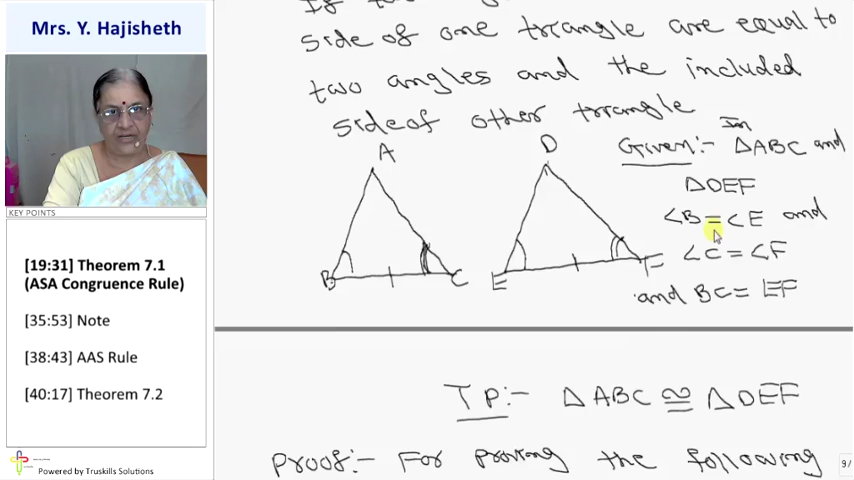 Mrs. Y. Hajisheth
KEY POINTS
[19:31] Theorem 7.1
(ASA Congruence Rule)
[35:53] Note
[38:43] AAS Rule
[40:17] Theorem 7.2
Powered by Truskills Solutions
side of one triangle are equal to
two angles and the included
side of other triangle
Given:- In ΔABC and
ΔDEF
∠B = ∠E and
∠C = ∠F
and BC = EF
A
B
C
D
E
F
TP:- ΔABC ≅ ΔDEF
Proof:- For proving the following
9/